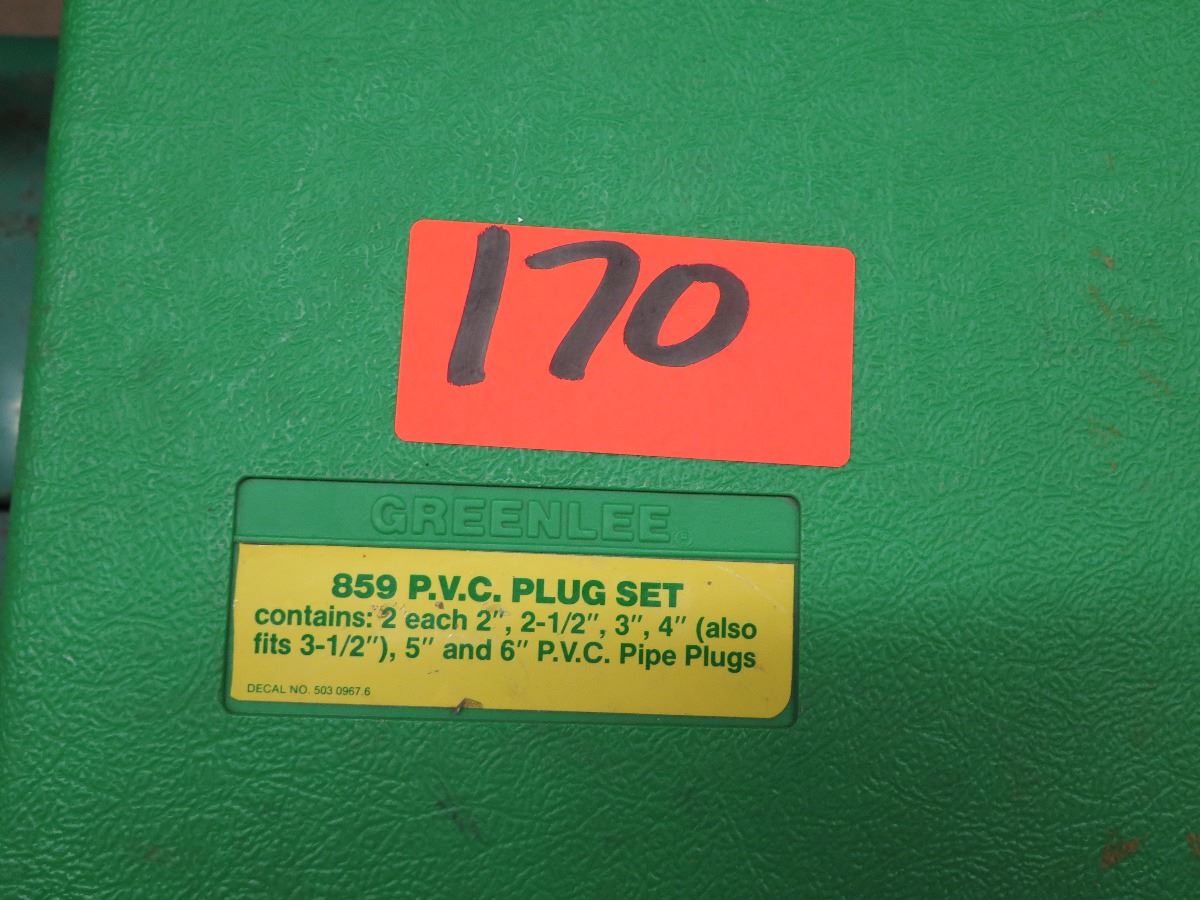 170
GREENLEE®
859 P.V.C. PLUG SET
contains: 2 each 2″, 2-1/2″, 3″, 4″ (also
fits 3-1/2″), 5″ and 6″ P.V.C. Pipe Plugs
DECAL NO. 503 0967.6